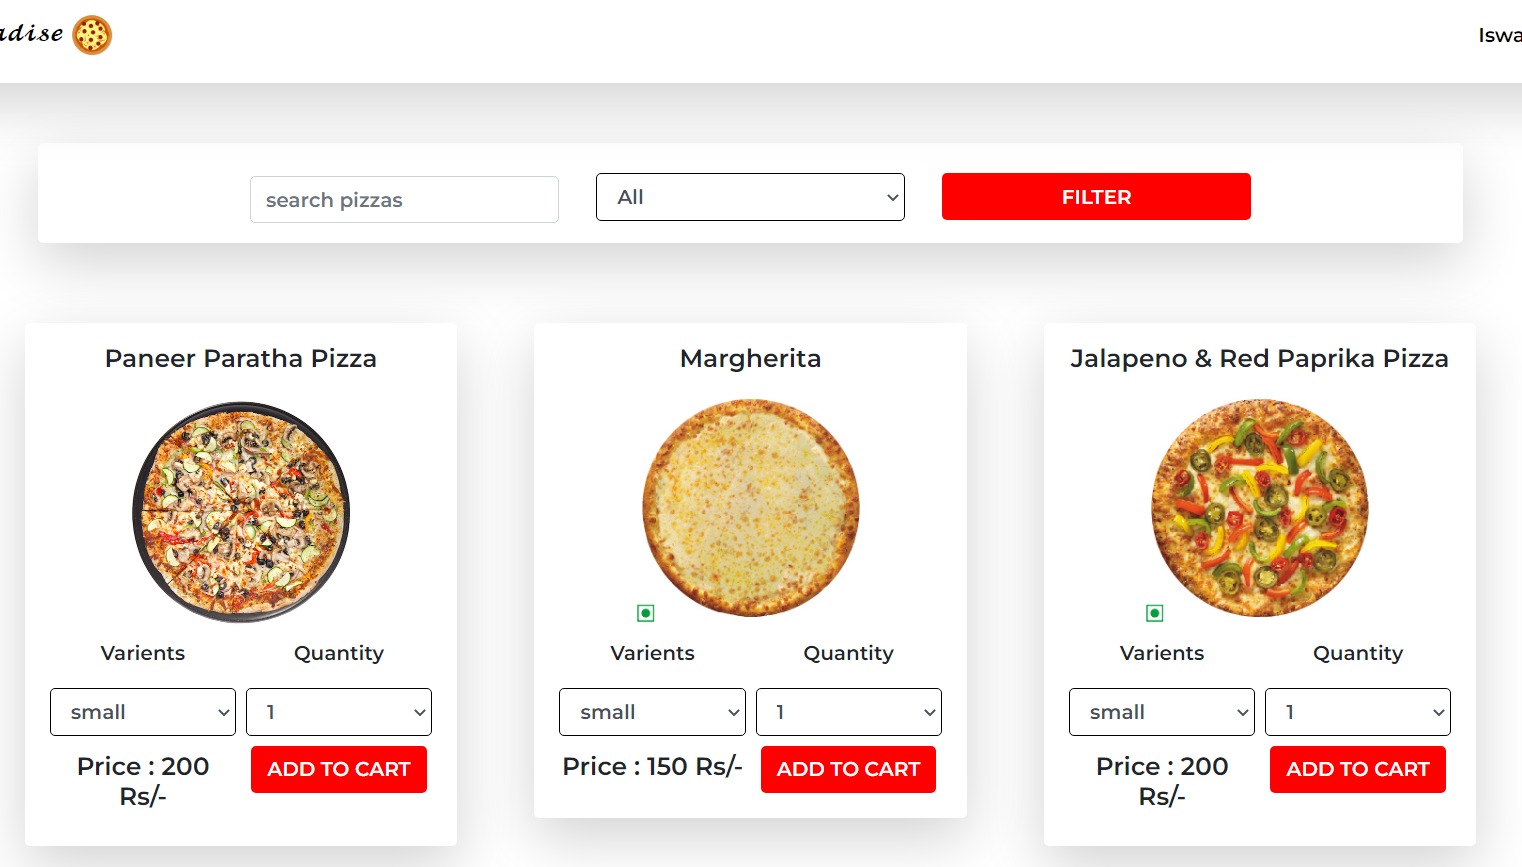 adise
Iswa
search pizzas
All
FILTER
Paneer Paratha Pizza
Margherita
Jalapeno & Red Paprika Pizza
Varients
Quantity
Varients
Quantity
Varients
Quantity
small
1
small
1
small
1
Price : 200
Rs/-
ADD TO CART
Price : 150 Rs/-
ADD TO CART
Price : 200
Rs/-
ADD TO CART